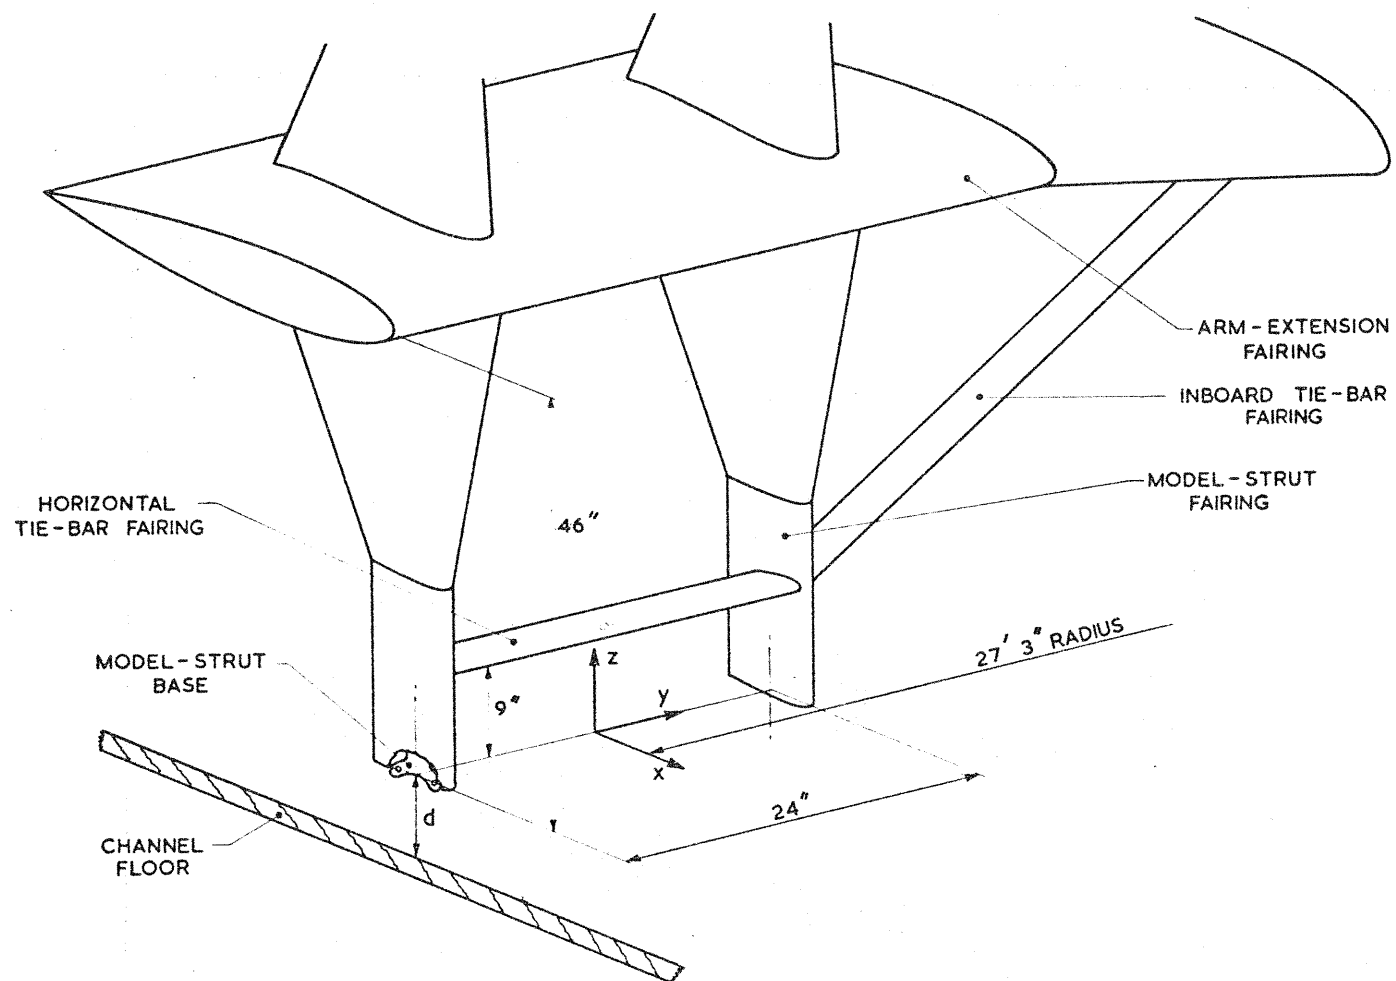 ARM-EXTENSION
FAIRING
INBOARD TIE-BAR
FAIRING
MODEL-STRUT
FAIRING
HORIZONTAL
TIE-BAR FAIRING
46"
27' 3" RADIUS
MODEL-STRUT
BASE
z
y
9"
x
24"
d
CHANNEL
FLOOR